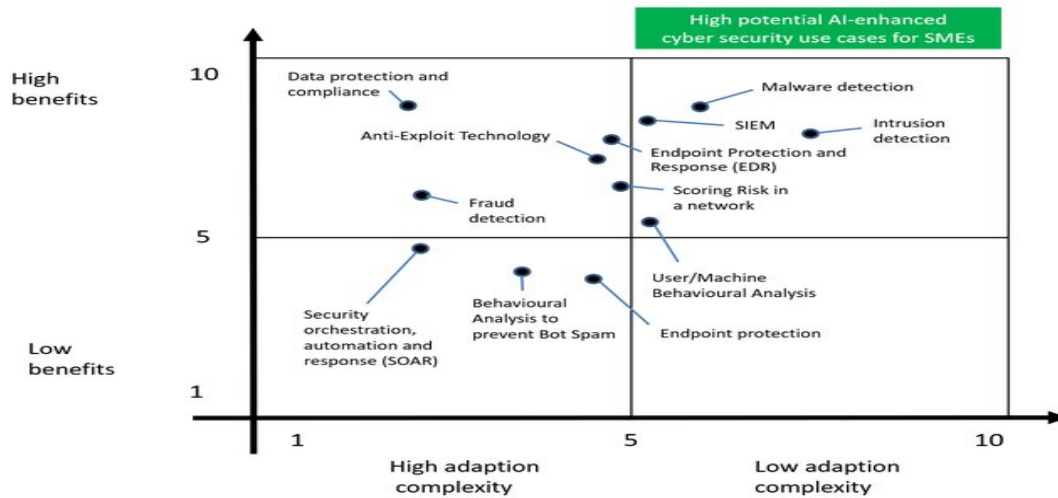 High potential AI-enhanced
cyber security use cases for SMEs
High
benefits
10
Data protection and
compliance
Malware detection
SIEM
Intrusion
detection
Anti-Exploit Technology
Endpoint Protection and
Response (EDR)
Scoring Risk in
a network
Fraud
detection
5
User/Machine
Behavioural Analysis
Security
orchestration,
automation and
response (SOAR)
Behavioural
Analysis to
prevent Bot Spam
Endpoint protection
Low
benefits
1
1
5
10
High adaption
complexity
Low adaption
complexity